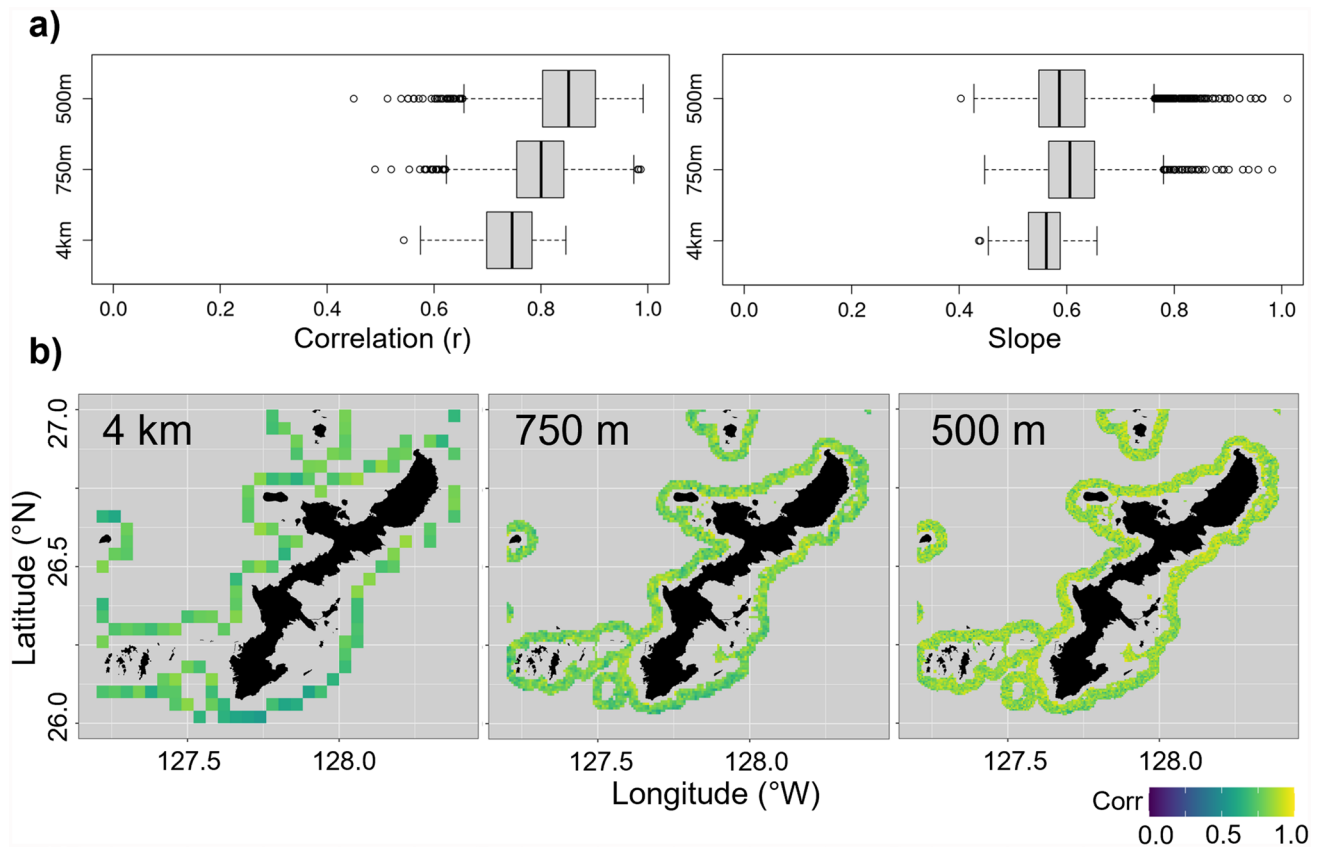 a)
500m
750m
4km
0.0 0.2 0.4 0.6 0.8 1.0
Correlation (r)
500m
750m
4km
0.0 0.2 0.4 0.6 0.8 1.0
Slope
b)
4 km
750 m
500 m
27.0
26.5
26.0
Latitude (°N)
127.5 128.0
127.5 128.0
127.5 128.0
Longitude (°W)
Corr
0.0 0.5 1.0